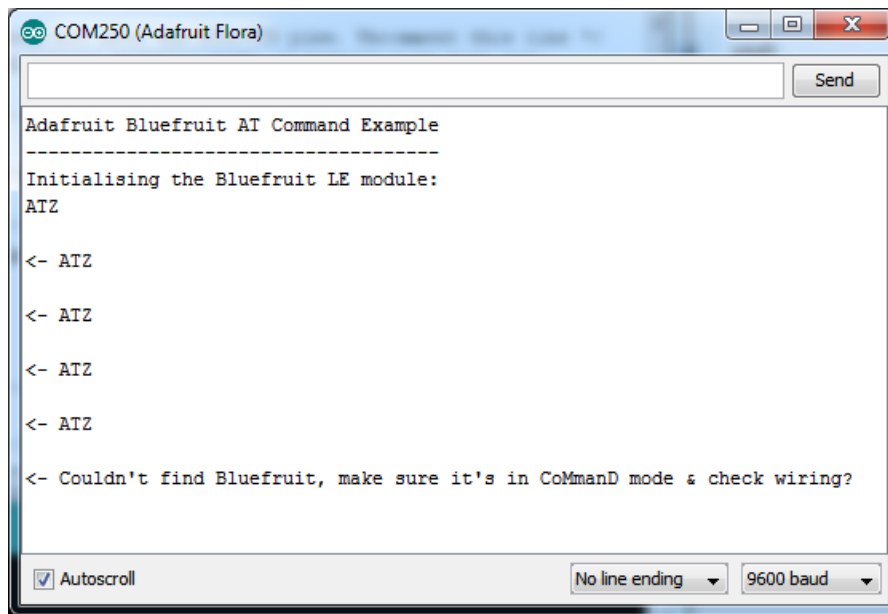 COM250 (Adafruit Flora)
Send
Adafruit Bluefruit AT Command Example
-------------------------------------
Initialising the Bluefruit LE module:
ATZ
<- ATZ
<- ATZ
<- ATZ
<- ATZ
<- Couldn't find Bluefruit, make sure it's in CoMmanD mode & check wiring?
Autoscroll
No line ending
9600 baud